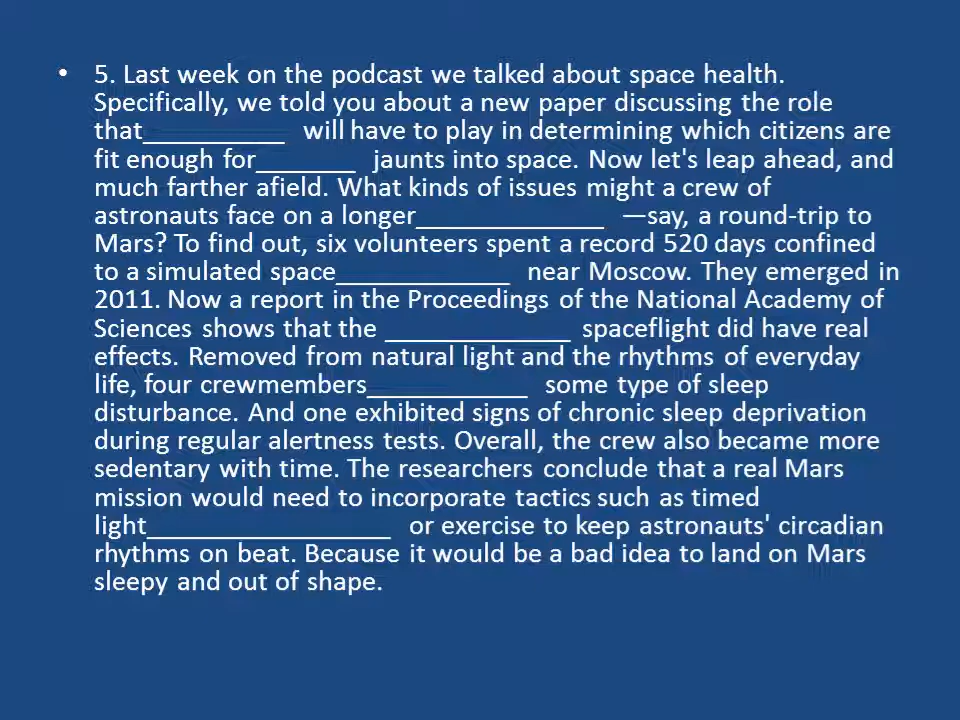 • 5. Last week on the podcast we talked about space health.
Specifically, we told you about a new paper discussing the role
that__________ will have to play in determining which citizens are
fit enough for_______ jaunts into space. Now let's leap ahead, and
much farther afield. What kinds of issues might a crew of
astronauts face on a longer_____________ —say, a round-trip to
Mars? To find out, six volunteers spent a record 520 days confined
to a simulated space____________ near Moscow. They emerged in
2011. Now a report in the Proceedings of the National Academy of
Sciences shows that the _____________ spaceflight did have real
effects. Removed from natural light and the rhythms of everyday
life, four crewmembers___________ some type of sleep
disturbance. And one exhibited signs of chronic sleep deprivation
during regular alertness tests. Overall, the crew also became more
sedentary with time. The researchers conclude that a real Mars
mission would need to incorporate tactics such as timed
light_________________ or exercise to keep astronauts' circadian
rhythms on beat. Because it would be a bad idea to land on Mars
sleepy and out of shape.